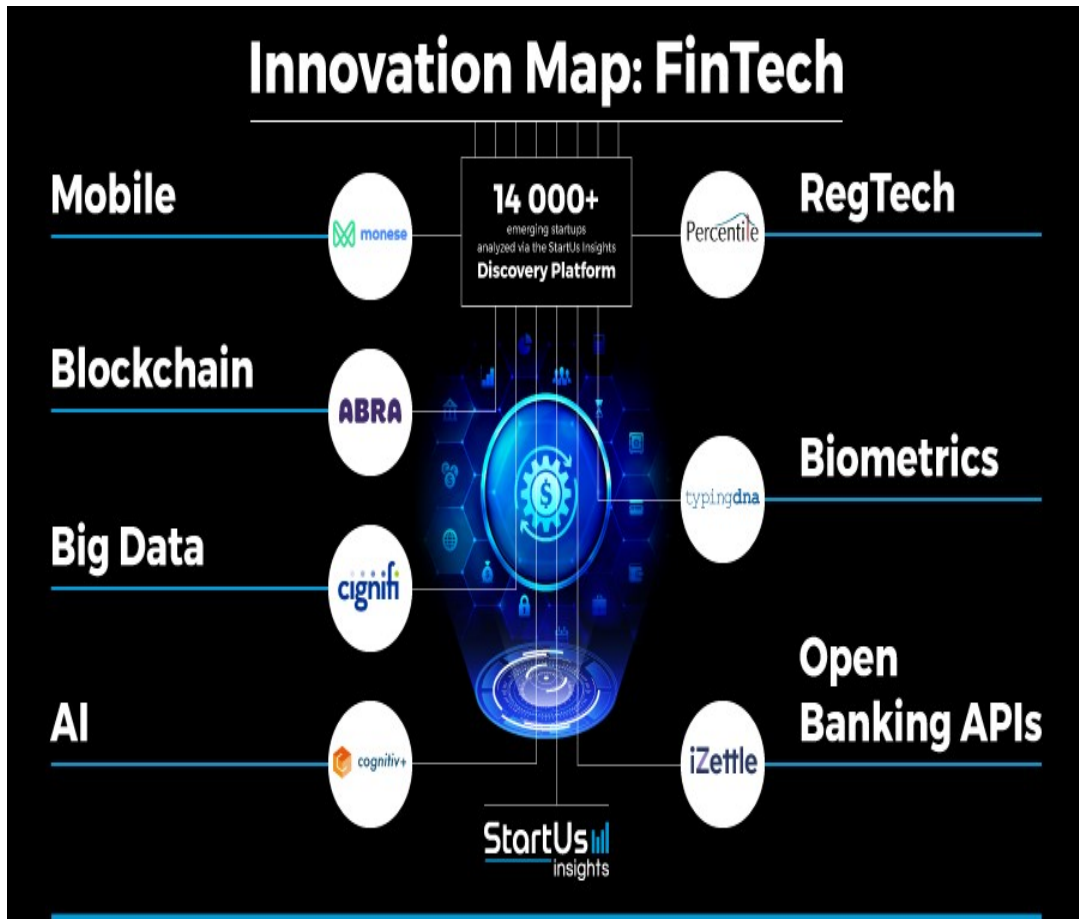 Innovation Map: FinTech
14 000+
emerging startups
analyzed via the StartUs Insights
Discovery Platform
Mobile
monese
Blockchain
ABRA
Big Data
cignifi
AI
cognitiv+
RegTech
Percentile
Biometrics
typingdna
Open
Banking APIs
iZettle
StartUs
insights